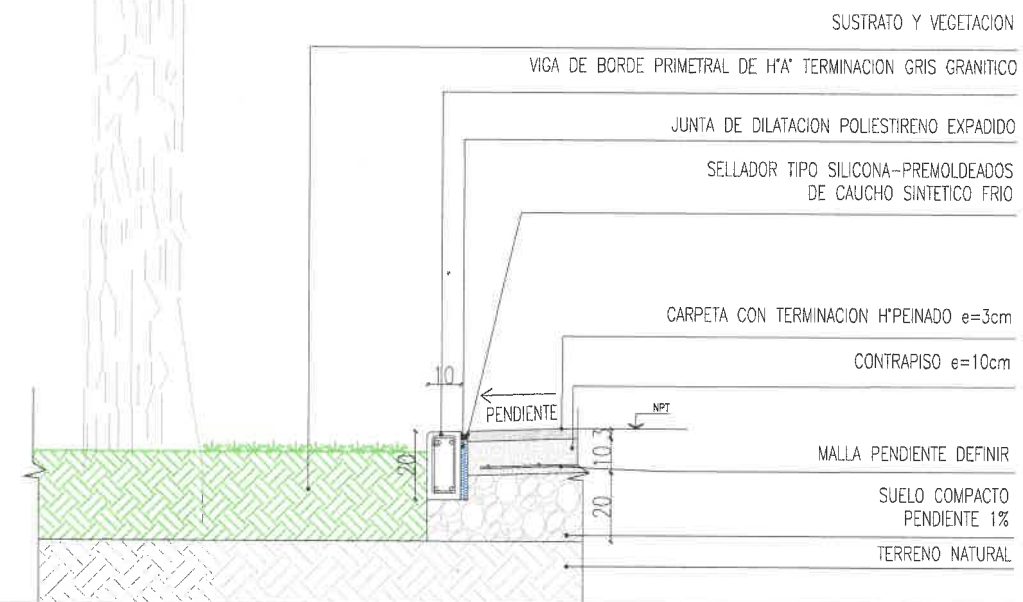 SUSTRATO Y VEGETACION
VIGA DE BORDE PRIMETRAL DE H°A° TERMINACION GRIS GRANITICO
JUNTA DE DILATACION POLIESTIRENO EXPADIDO
SELLADOR TIPO SILICONA-PREMOLDEADOS
DE CAUCHO SINTETICO FRIO
CARPETA CON TERMINACION H°PEINADO e=3cm
CONTRAPISO e=10cm
10
PENDIENTE
NPT
20
3
10
MALLA PENDIENTE DEFINIR
20
SUELO COMPACTO
PENDIENTE 1%
TERRENO NATURAL